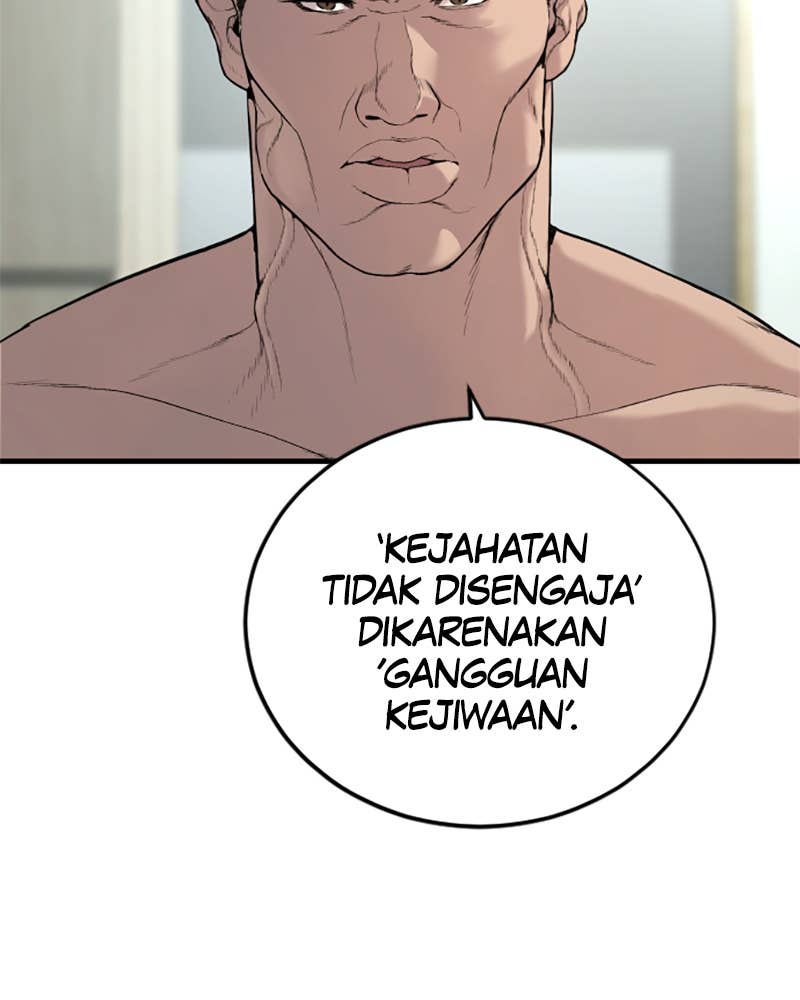 'KEJAHATAN
TIDAK DISENGAJA'
DIKARENAKAN
'GANGGUAN
KEJIWAAN'.